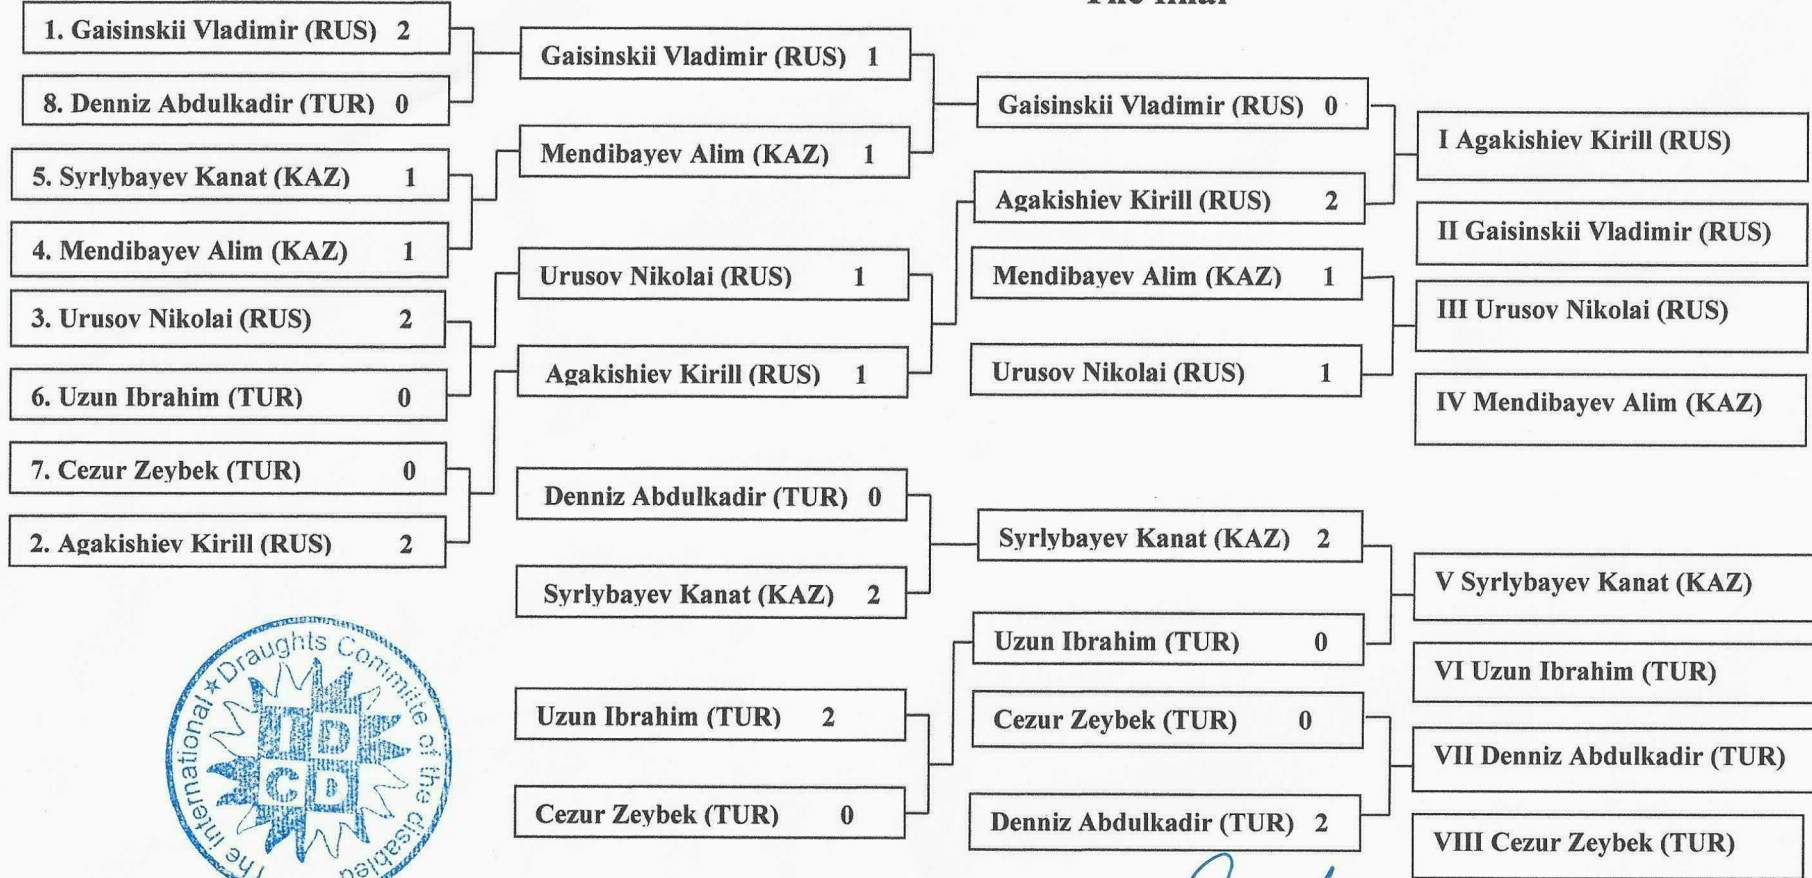 The final
1. Gaisinskii Vladimir (RUS) 2
8. Denniz Abdulkadir (TUR) 0
5. Syrlybayev Kanat (KAZ) 1
4. Mendibayev Alim (KAZ) 1
3. Urusov Nikolai (RUS) 2
6. Uzun Ibrahim (TUR) 0
7. Cezur Zeybek (TUR) 0
2. Agakishiev Kirill (RUS) 2
Gaisinskii Vladimir (RUS) 1
Mendibayev Alim (KAZ) 1
Urusov Nikolai (RUS) 1
Agakishiev Kirill (RUS) 1
Denniz Abdulkadir (TUR) 0
Syrlybayev Kanat (KAZ) 2
Uzun Ibrahim (TUR) 2
Cezur Zeybek (TUR) 0
Gaisinskii Vladimir (RUS) 0
Agakishiev Kirill (RUS) 2
Mendibayev Alim (KAZ) 1
Urusov Nikolai (RUS) 1
Syrlybayev Kanat (KAZ) 2
Uzun Ibrahim (TUR) 0
Cezur Zeybek (TUR) 0
Denniz Abdulkadir (TUR) 2
I Agakishiev Kirill (RUS)
II Gaisinskii Vladimir (RUS)
III Urusov Nikolai (RUS)
IV Mendibayev Alim (KAZ)
V Syrlybayev Kanat (KAZ)
VI Uzun Ibrahim (TUR)
VII Denniz Abdulkadir (TUR)
VIII Cezur Zeybek (TUR)
The International ★ Draughts Committe of the disabled
ID
CD